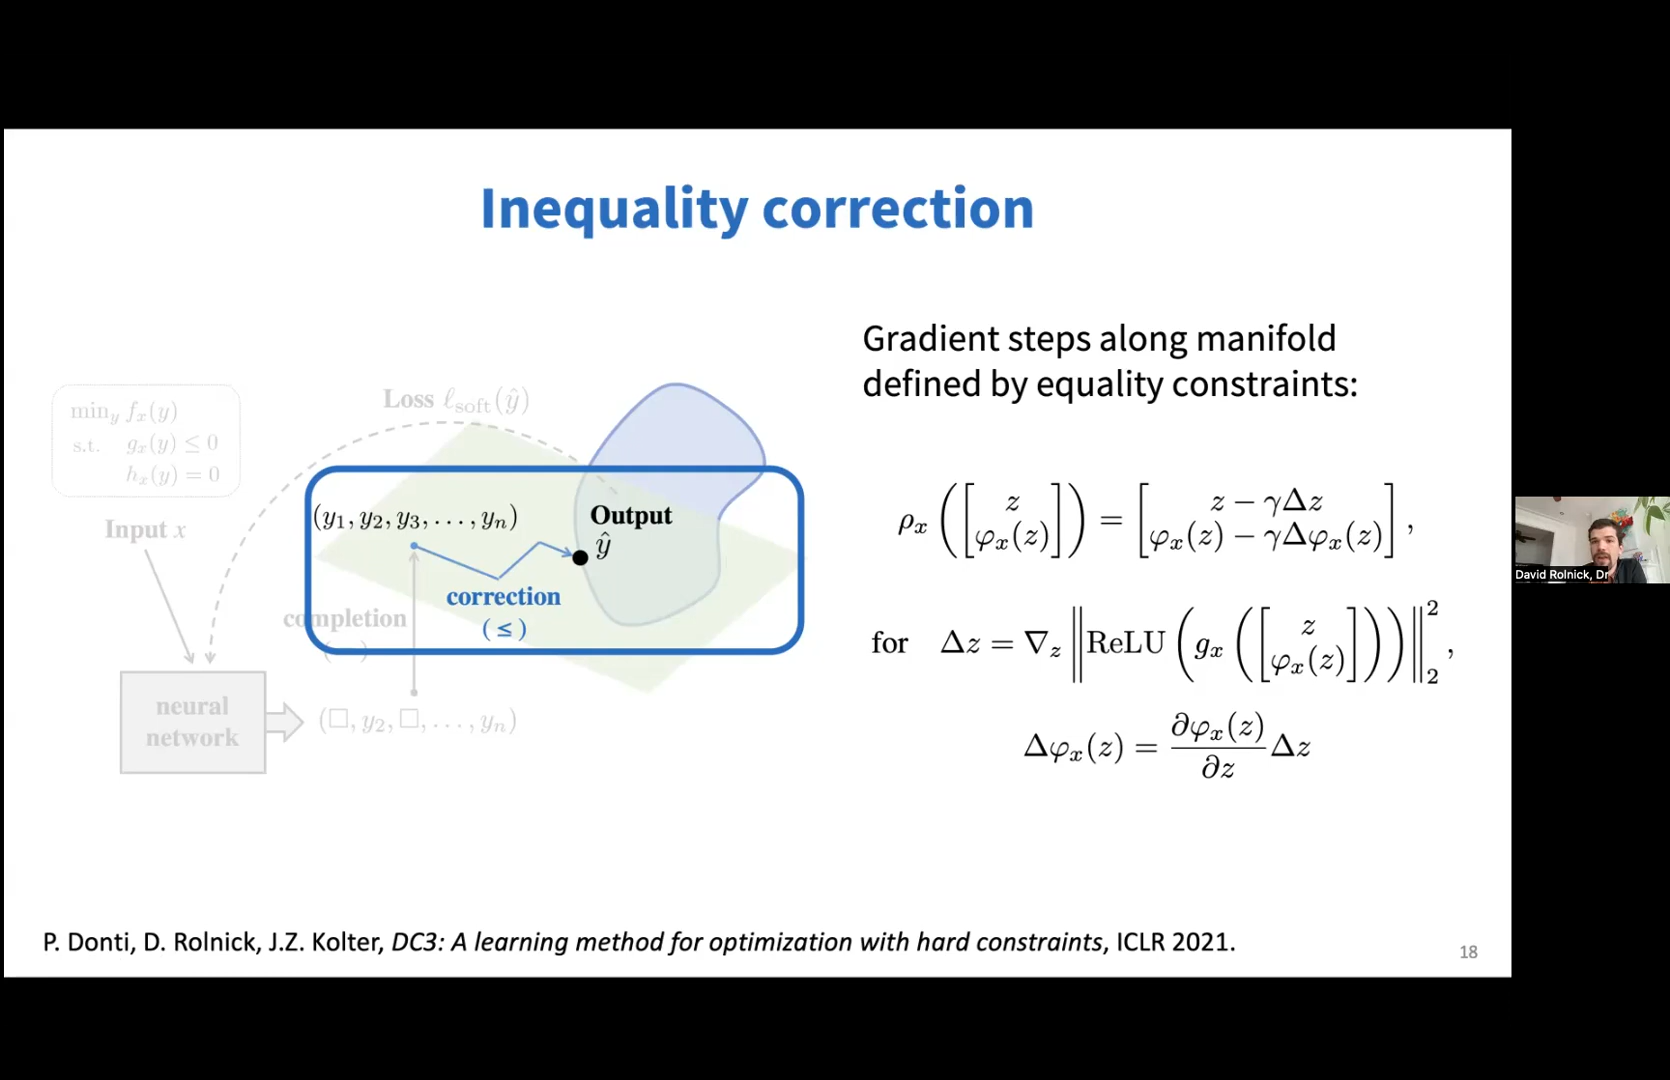 Inequality correction
Gradient steps along manifold
defined by equality constraints:
min_y f_x(y)
s.t. g_x(y) ≤ 0
h_x(y) = 0
Input x
Loss ℓ_soft(ŷ)
(y₁, y₂, y₃, . . . , yₙ)
Output
ŷ
correction
( ≤ )
completion
neural
network
(□, y₂, □, . . . , yₙ)
ρ_x ([z; φ_x(z)]) = [z − γΔz; φ_x(z) − γΔφ_x(z)] ,
for Δz = ∇_z ‖ReLU (g_x ([z; φ_x(z)]))‖₂² ,
Δφ_x(z) = ∂φ_x(z)/∂z Δz
P. Donti, D. Rolnick, J.Z. Kolter, DC3: A learning method for optimization with hard constraints, ICLR 2021.
18
David Rolnick, Dr